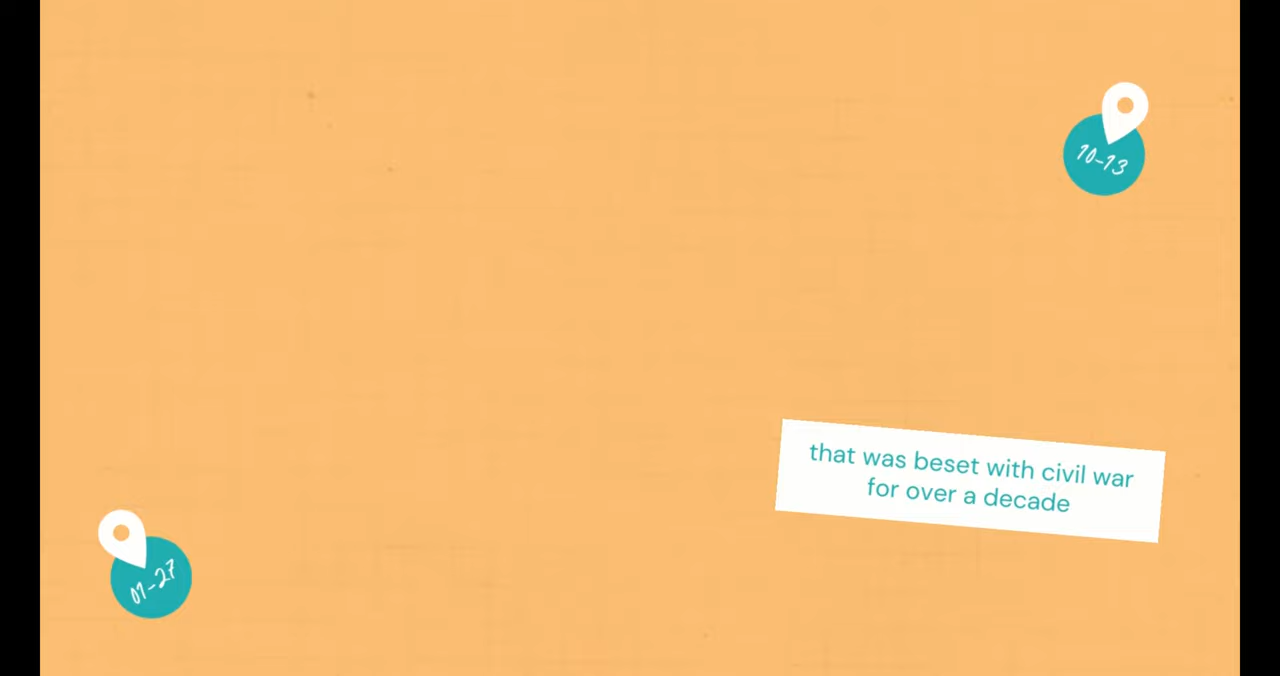 10-13
that was beset with civil war
for over a decade
01-27